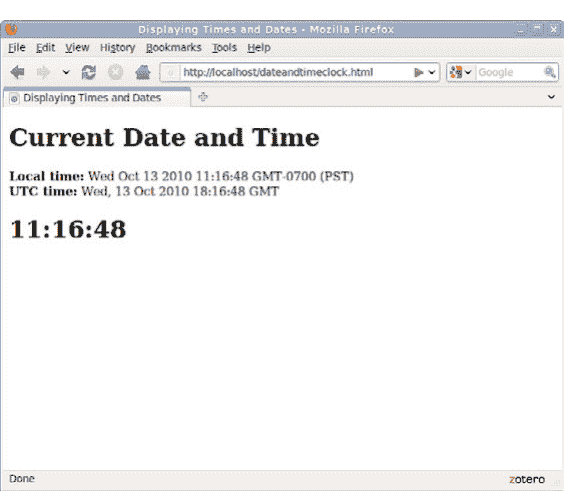 Displaying Times and Dates - Mozilla Firefox
File Edit View History Bookmarks Tools Help
http://localhost/dateandtimeclock.html Google
Displaying Times and Dates
Current Date and Time
Local time: Wed Oct 13 2010 11:16:48 GMT-0700 (PST)
UTC time: Wed, 13 Oct 2010 18:16:48 GMT
11:16:48
Done zotero